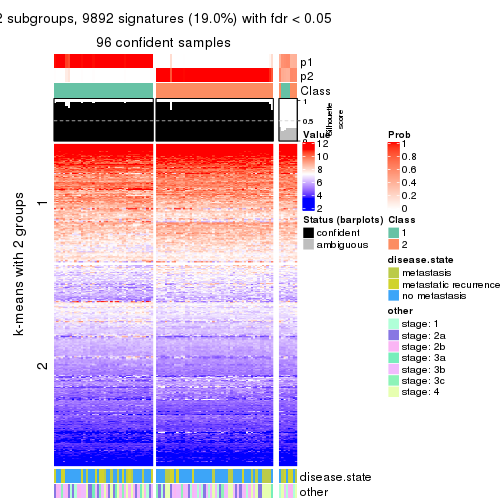 2 subgroups, 9892 signatures (19.0%) with fdr < 0.05
96 confident samples
p1
p2
Class
1
0.5
0
Silhouette
score
k-means with 2 groups
1
2
disease.state
other
Value
12
10
8
6
4
2
Prob
1
0.8
0.6
0.4
0.2
0
Status (barplots)
confident
ambiguous
Class
1
2
disease.state
metastasis
metastatic recurrence
no metastasis
other
stage: 1
stage: 2a
stage: 2b
stage: 3a
stage: 3b
stage: 3c
stage: 4